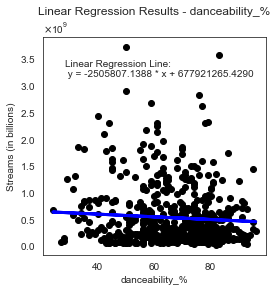 Linear Regression Results - danceability_%
×10⁹
Linear Regression Line:
y = -2505807.1388 * x + 677921265.4290
3.5
3.0
2.5
2.0
1.5
1.0
0.5
0.0
Streams (in billions)
40
60
80
danceability_%